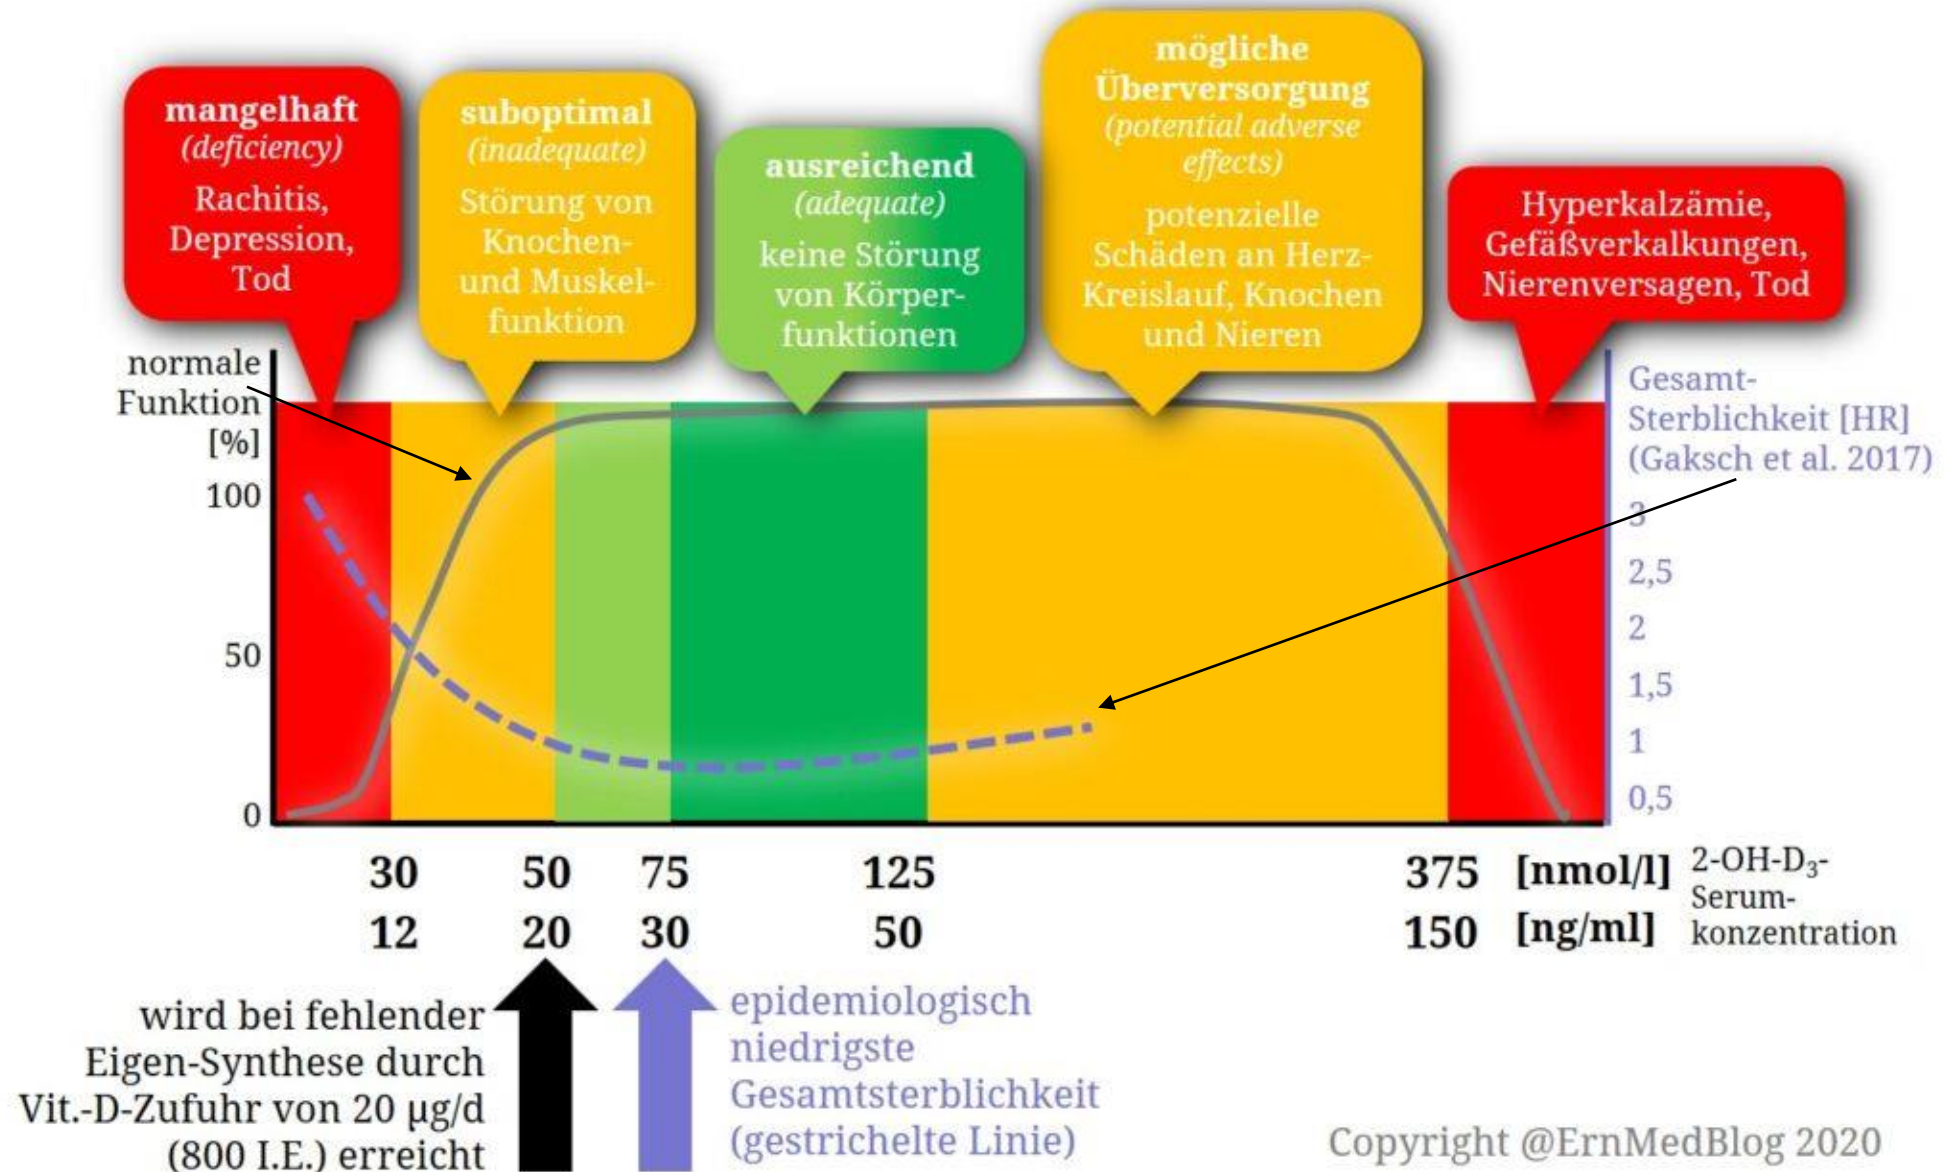 mangelhaft
(deficiency)
Rachitis,
Depression,
Tod
suboptimal
(inadequate)
Störung von
Knochen-
und Muskel-
funktion
ausreichend
(adequate)
keine Störung
von Körper-
funktionen
mögliche
Überversorgung
(potential adverse
effects)
potenzielle
Schäden an Herz-
Kreislauf, Knochen
und Nieren
Hyperkalzämie,
Gefäßverkalkungen,
Nierenversagen, Tod
normale
Funktion
[%]
100
50
0
Gesamt-
Sterblichkeit [HR]
(Gaksch et al. 2017)
3
2,5
2
1,5
1
0,5
30 50 75 125 375 [nmol/l]
12 20 30 50 150 [ng/ml]
2-OH-D₃-
Serum-
konzentration
wird bei fehlender
Eigen-Synthese durch
Vit.-D-Zufuhr von 20 µg/d
(800 I.E.) erreicht
epidemiologisch
niedrigste
Gesamtsterblichkeit
(gestrichelte Linie)
Copyright @ErnMedBlog 2020